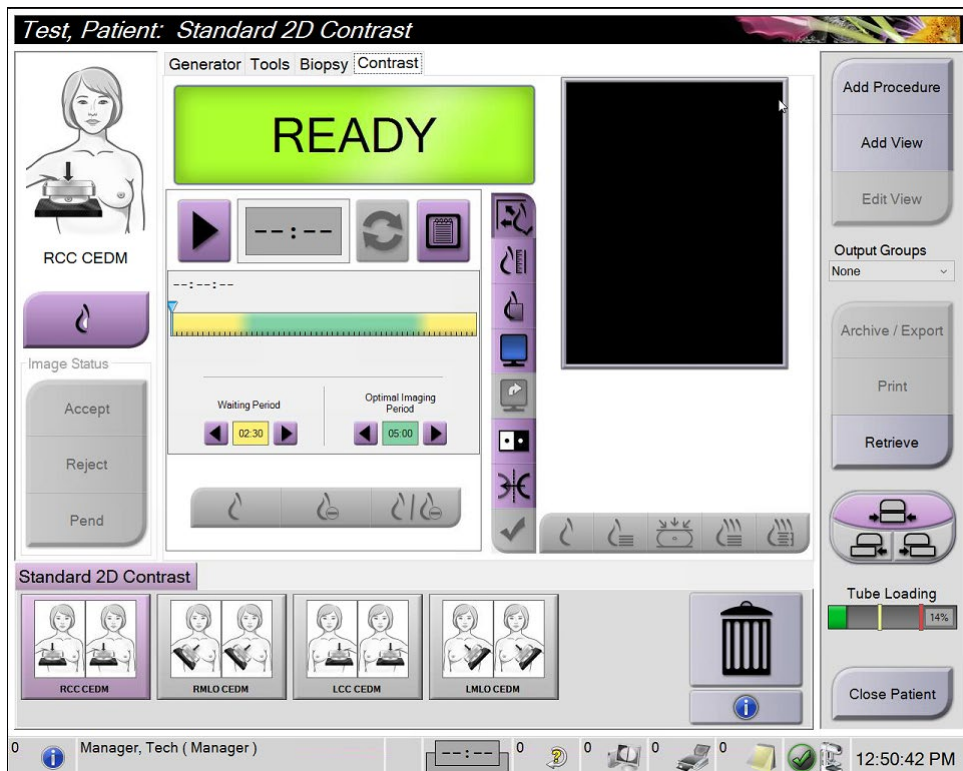 Test, Patient: Standard 2D Contrast
Generator Tools Biopsy Contrast
READY
--:--
--:--:--
Waiting Period
02:30
Optimal Imaging
Period
05:00
RCC CEDM
Image Status
Accept
Reject
Pend
Add Procedure
Add View
Edit View
Output Groups
None
Archive / Export
Print
Retrieve
Tube Loading
14%
Close Patient
Standard 2D Contrast
RCC CEDM
RMLO CEDM
LCC CEDM
LMLO CEDM
0 Manager, Tech ( Manager ) --:-- 0 0 0 0 12:50:42 PM